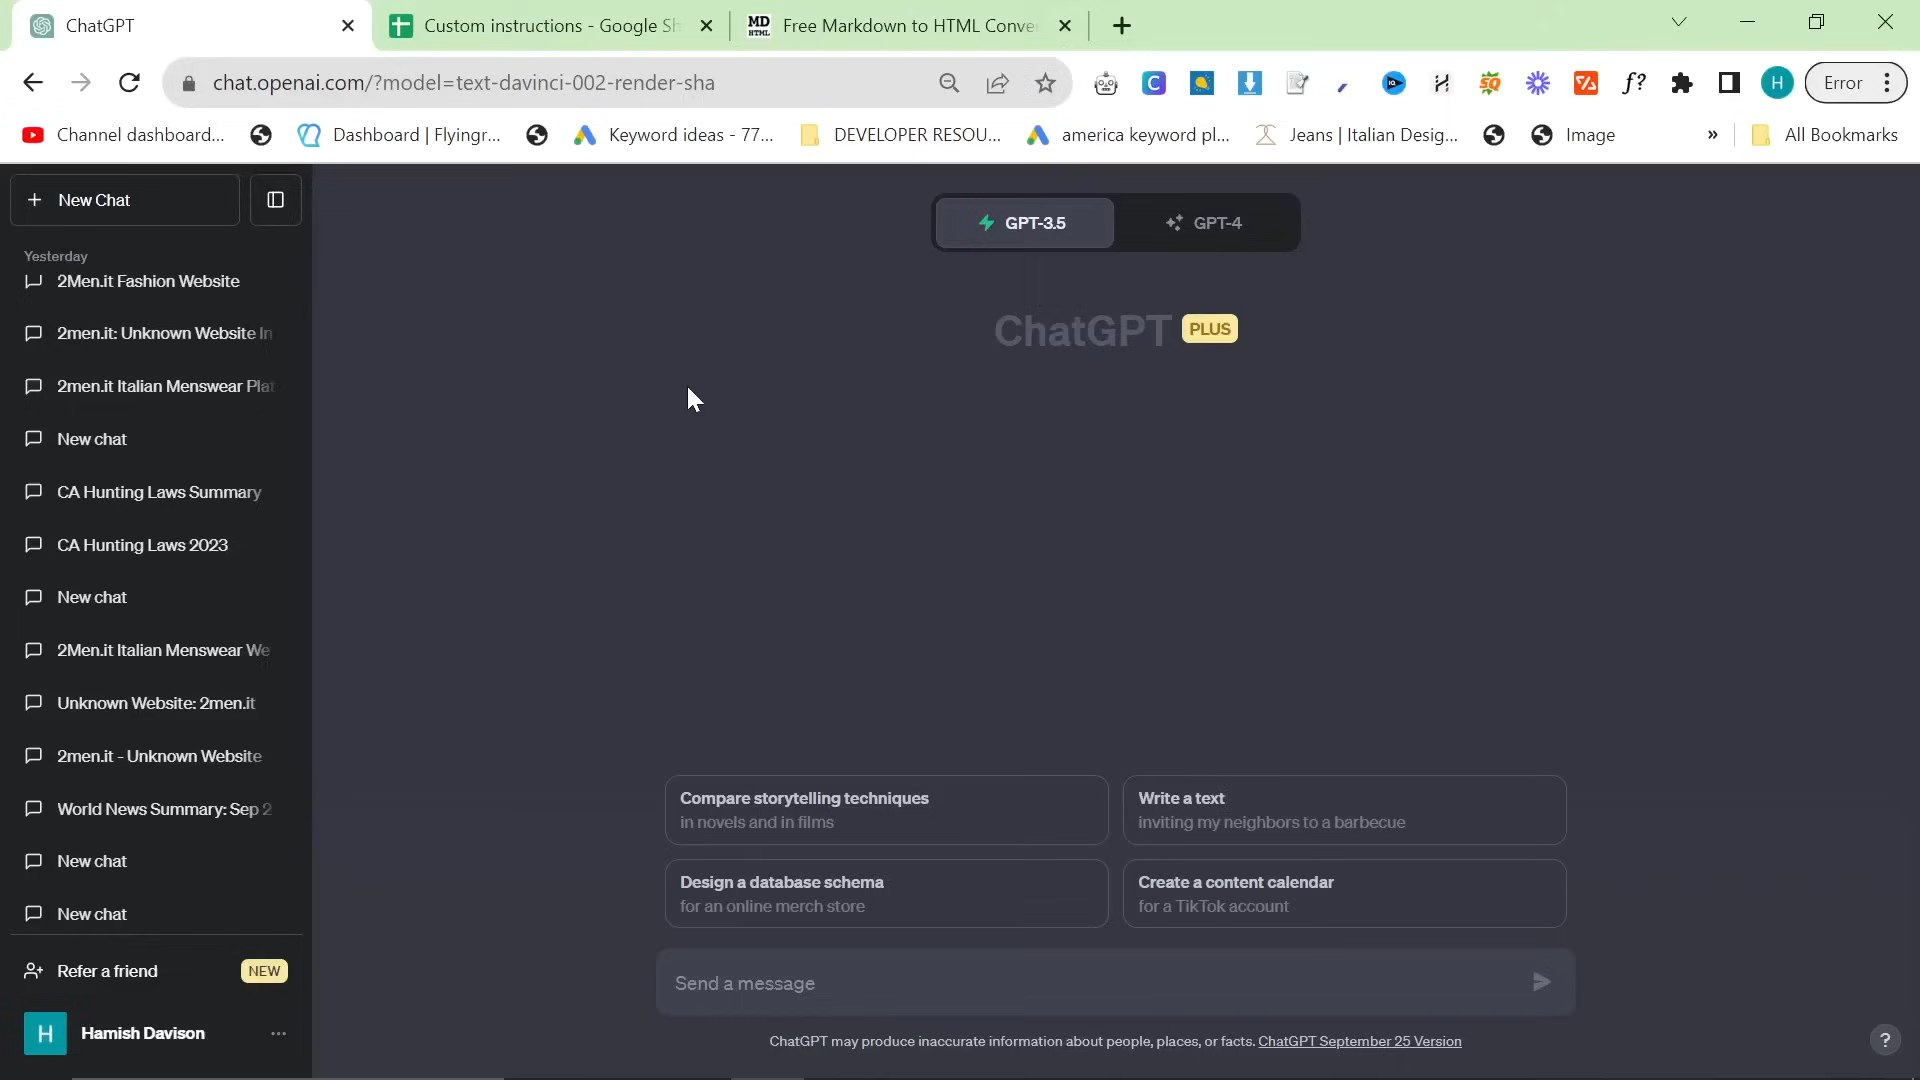 ChatGPT
Custom instructions - Google Sh
MD HTML
Free Markdown to HTML Conver
chat.openai.com/?model=text-davinci-002-render-sha
C
SQ
f?
H
Error
Channel dashboard...
Dashboard | Flyingr...
Keyword ideas - 77...
DEVELOPER RESOU...
america keyword pl...
Jeans | Italian Desig...
Image
»
All Bookmarks
New Chat
Yesterday
2Men.it Fashion Website
2men.it: Unknown Website In
2men.it Italian Menswear Plat
New chat
CA Hunting Laws Summary
CA Hunting Laws 2023
New chat
2Men.it Italian Menswear We
Unknown Website: 2men.it
2men.it - Unknown Website
World News Summary: Sep 2
New chat
New chat
Refer a friend
NEW
H
Hamish Davison
GPT-3.5
GPT-4
ChatGPT PLUS
Compare storytelling techniques
in novels and in films
Write a text
inviting my neighbors to a barbecue
Design a database schema
for an online merch store
Create a content calendar
for a TikTok account
Send a message
ChatGPT may produce inaccurate information about people, places, or facts. ChatGPT September 25 Version
?